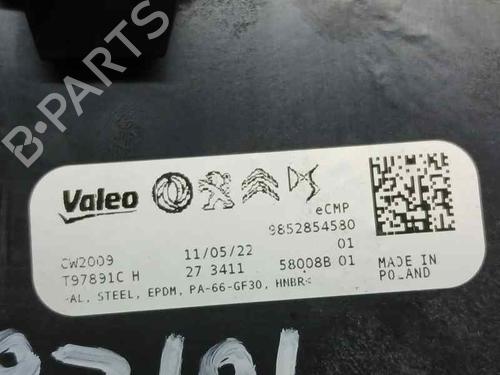 B-PARTS
Valeo DS
eCMP
CW2009 11/05/22 9852854580
01
T97891C H 27 3411 58008B 01 MADE IN
POLAND
AL, STEEL, EPDM, PA-66-GF30, HNBR